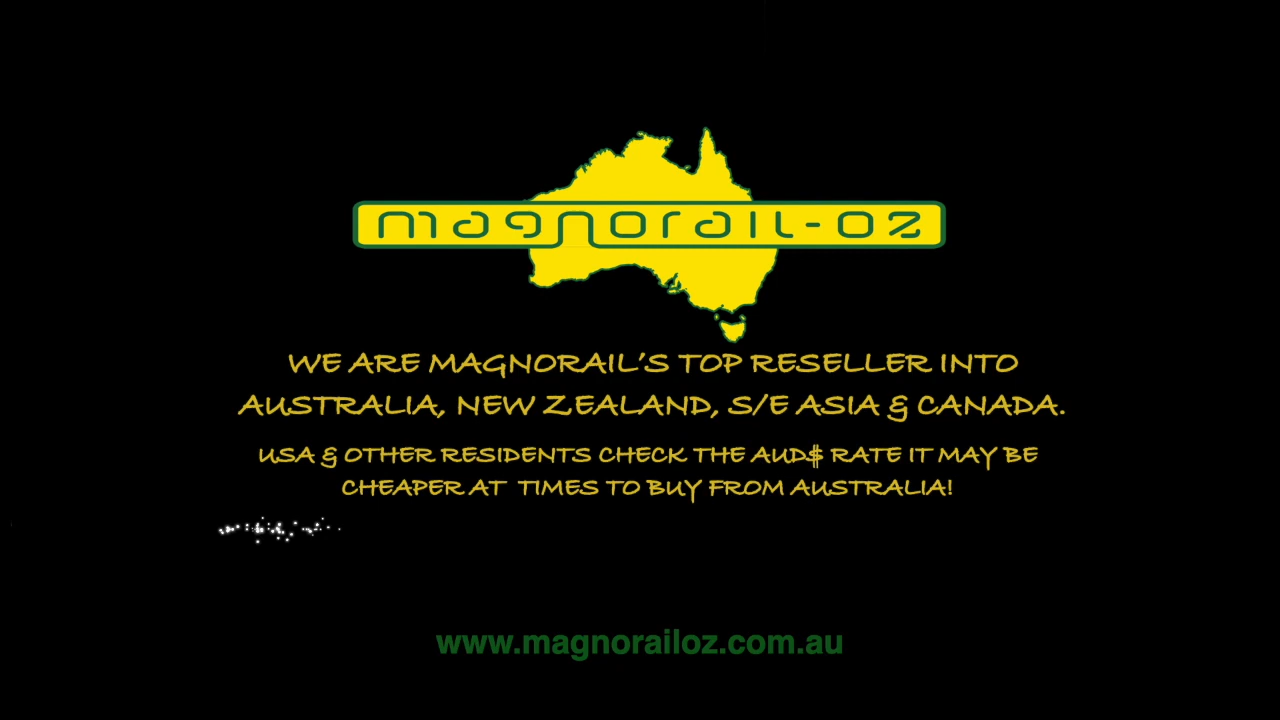 magnorail-oz
WE ARE MAGNORAIL'S TOP RESELLER INTO
AUSTRALIA, NEW ZEALAND, S/E ASIA & CANADA.
USA & OTHER RESIDENTS CHECK THE AUD$ RATE IT MAY BE
CHEAPER AT TIMES TO BUY FROM AUSTRALIA!
www.magnorailoz.com.au